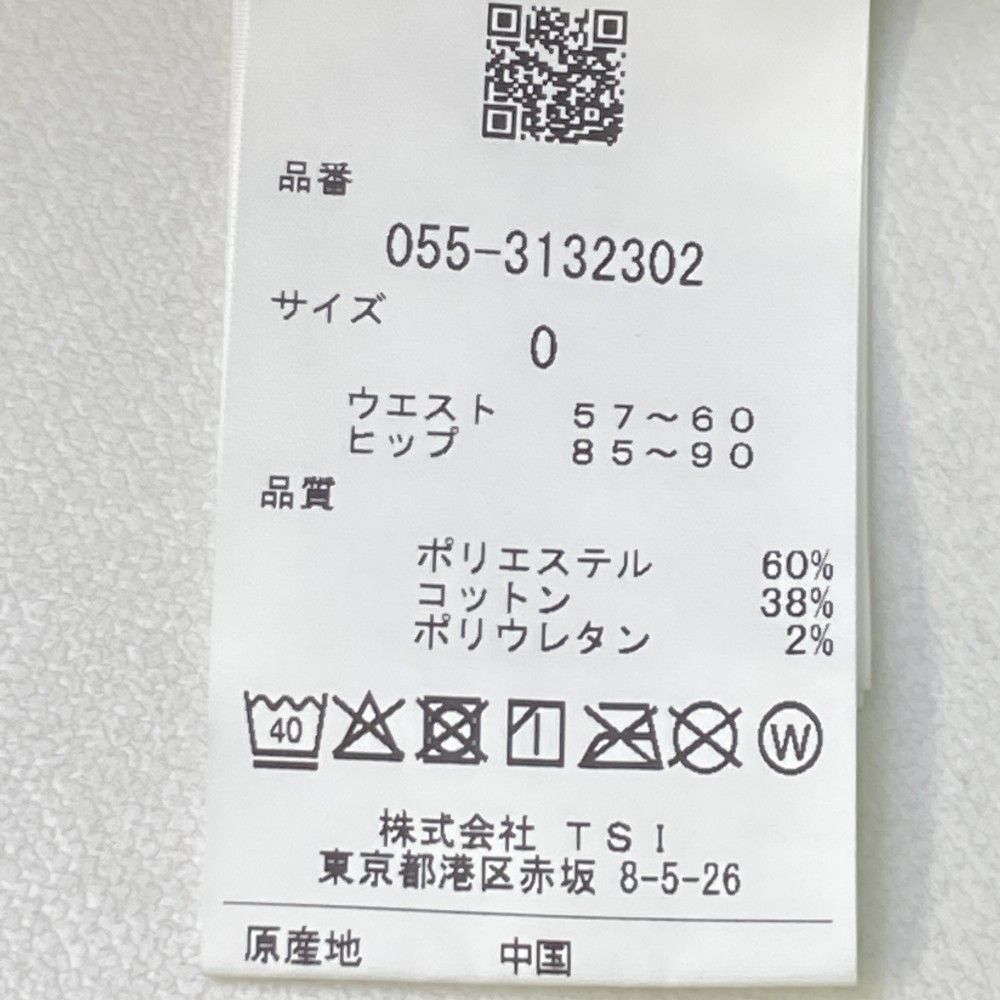 品番
055-3132302
サイズ
0
ウエスト 57〜60
ヒップ 85〜90
品質
ポリエステル 60%
コットン 38%
ポリウレタン 2%
40 W
株式会社 TSI
東京都港区赤坂 8-5-26
原産地 中国